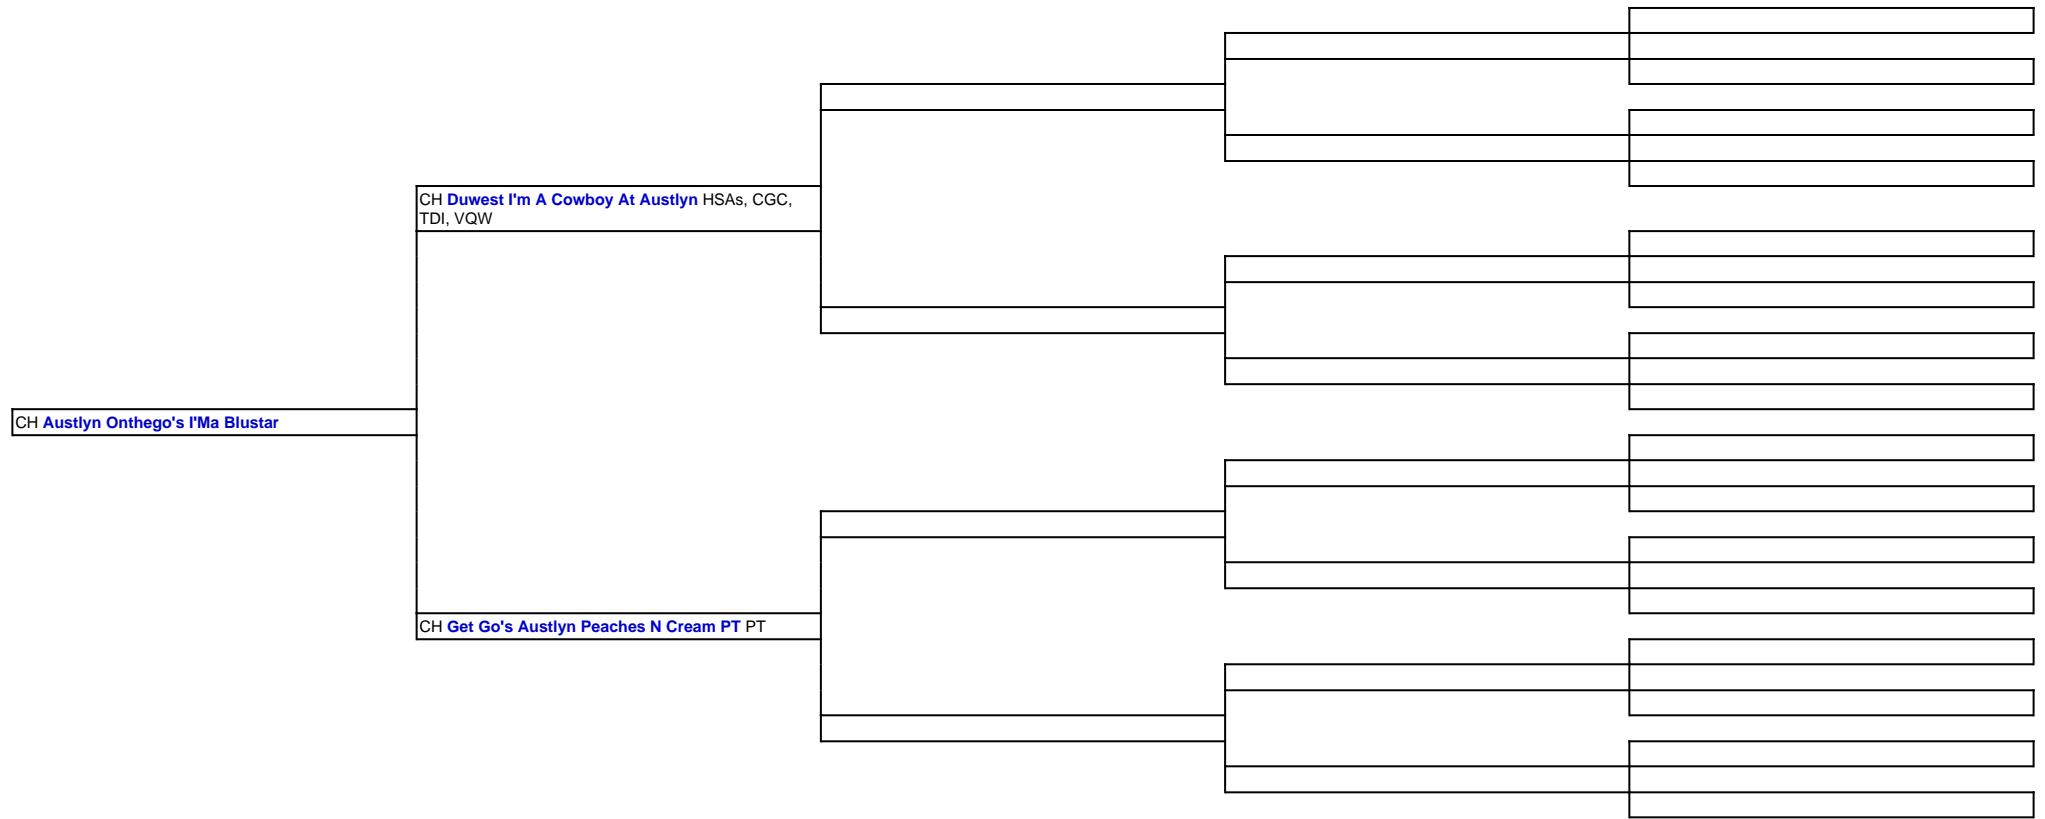 CH Duwest I'm A Cowboy At Austlyn HSAs, CGC,
TDI, VQW
CH Austlyn Onthego's I'Ma Blustar
CH Get Go's Austlyn Peaches N Cream PT PT